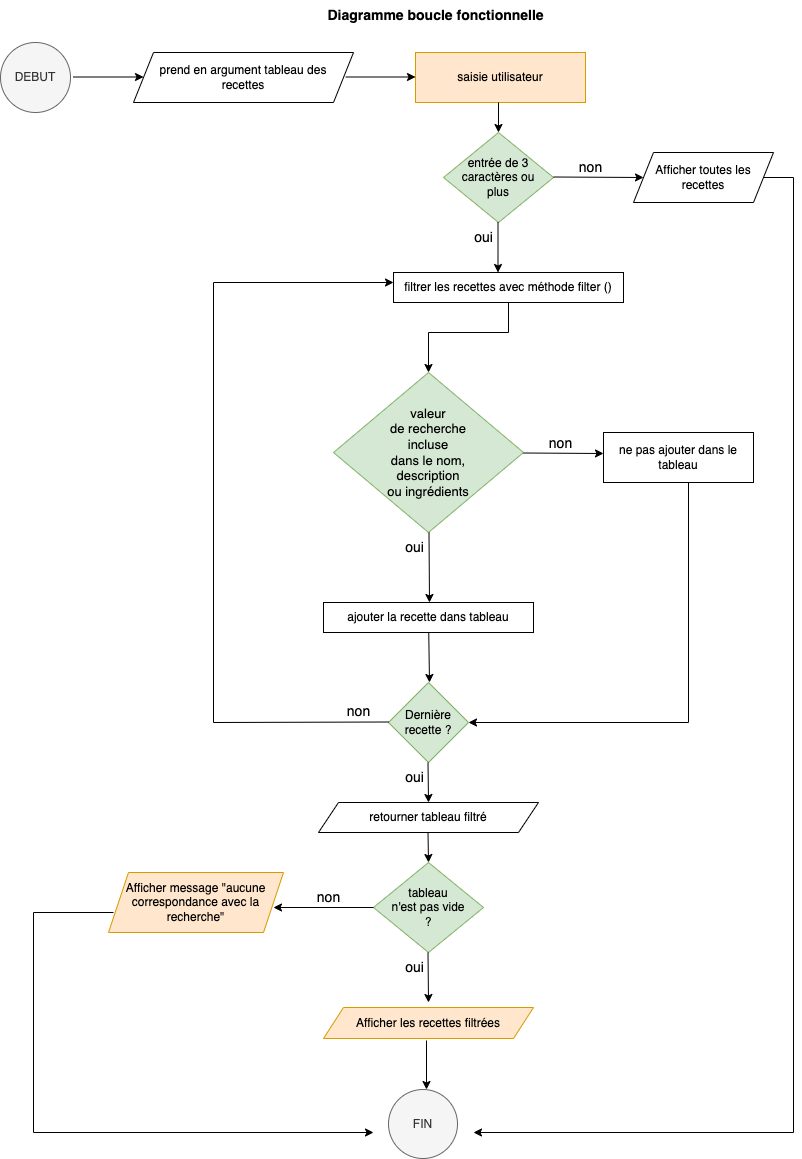 Diagramme boucle fonctionnelle
DEBUT
prend en argument tableau des
recettes
saisie utilisateur
entrée de 3
caractères ou
plus
non
Afficher toutes les
recettes
oui
filtrer les recettes avec méthode filter ()
valeur
de recherche
incluse
dans le nom,
description
ou ingrédients
non
ne pas ajouter dans le
tableau
oui
ajouter la recette dans tableau
non
Dernière
recette ?
oui
retourner tableau filtré
Afficher message "aucune
correspondance avec la
recherche"
non
tableau
n'est pas vide
?
oui
Afficher les recettes filtrées
FIN